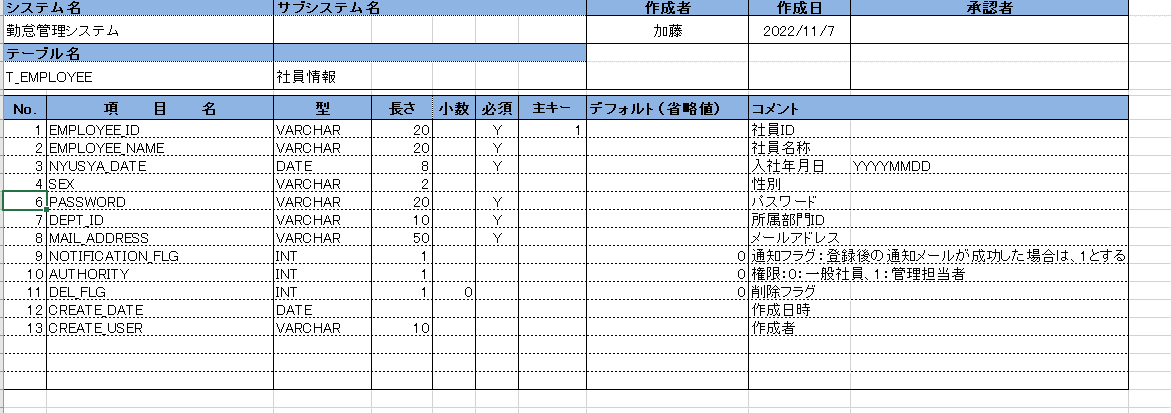 システム名 サブシステム名 作成者 作成日 承認者
勤怠管理システム 加藤 2022/11/7
テーブル名
T_EMPLOYEE 社員情報
No. 項 目 名 型 長さ 小数 必須 主キー デフォルト(省略値) コメント
1 EMPLOYEE_ID VARCHAR 20 Y 1 社員ID
2 EMPLOYEE_NAME VARCHAR 20 Y 社員名称
3 NYUSYA_DATE DATE 8 Y 入社年月日 YYYYMMDD
4 SEX VARCHAR 2 性別
6 PASSWORD VARCHAR 20 Y パスワード
7 DEPT_ID VARCHAR 10 Y 所属部門ID
8 MAIL_ADDRESS VARCHAR 50 Y メールアドレス
9 NOTIFICATION_FLG INT 1 0 通知フラグ:登録後の通知メールが成功した場合は、1とする
10 AUTHORITY INT 1 0 権限:0:一般社員、1:管理担当者
11 DEL_FLG INT 1 0 0 削除フラグ
12 CREATE_DATE DATE 作成日時
13 CREATE_USER VARCHAR 10 作成者